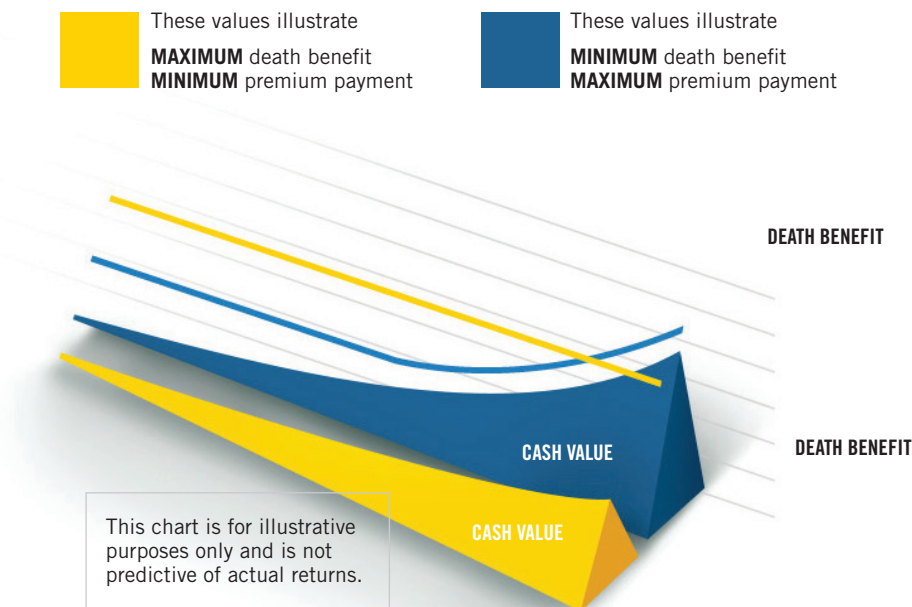 These values illustrate
MAXIMUM death benefit
MINIMUM premium payment
These values illustrate
MINIMUM death benefit
MAXIMUM premium payment
DEATH BENEFIT
DEATH BENEFIT
CASH VALUE
CASH VALUE
This chart is for illustrative
purposes only and is not
predictive of actual returns.